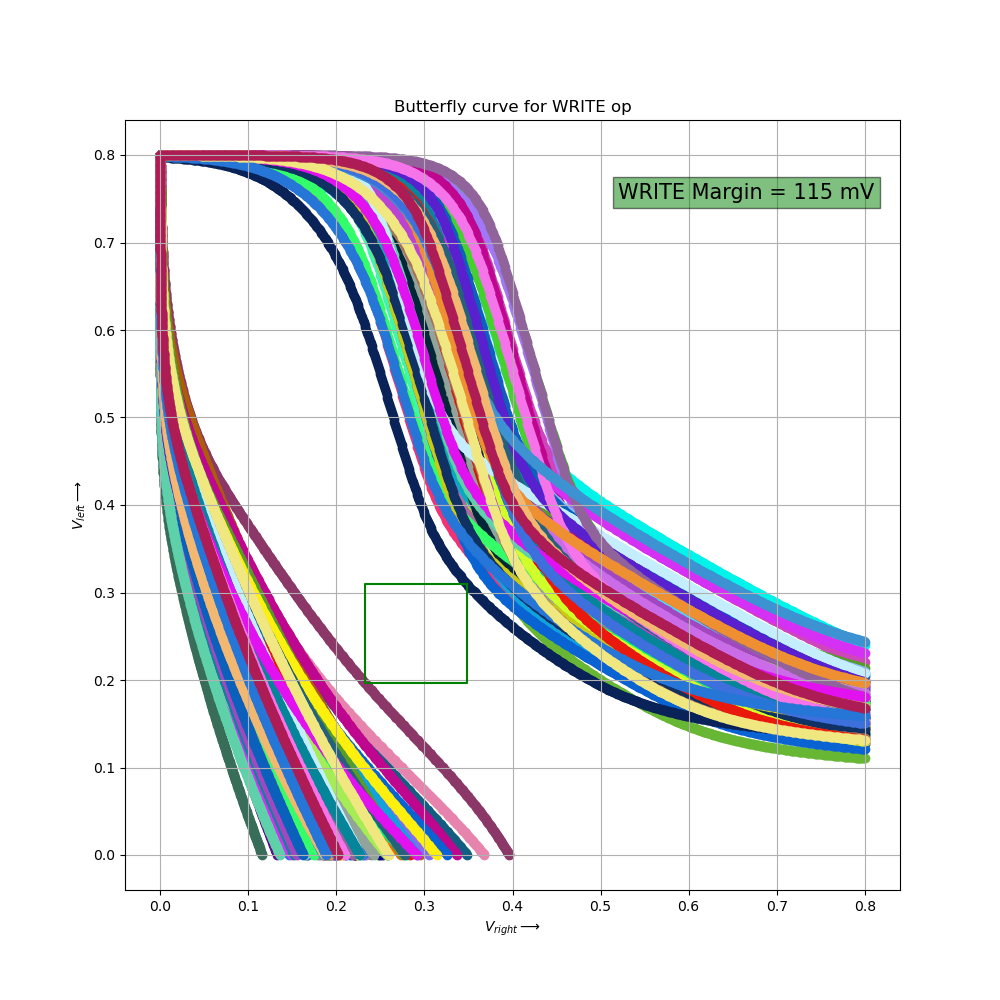 Butterfly curve for WRITE op
WRITE Margin = 115 mV
0.8
0.7
0.6
0.5
0.4
0.3
0.2
0.1
0.0
V_left ⟶
0.0 0.1 0.2 0.3 0.4 0.5 0.6 0.7 0.8
V_right ⟶